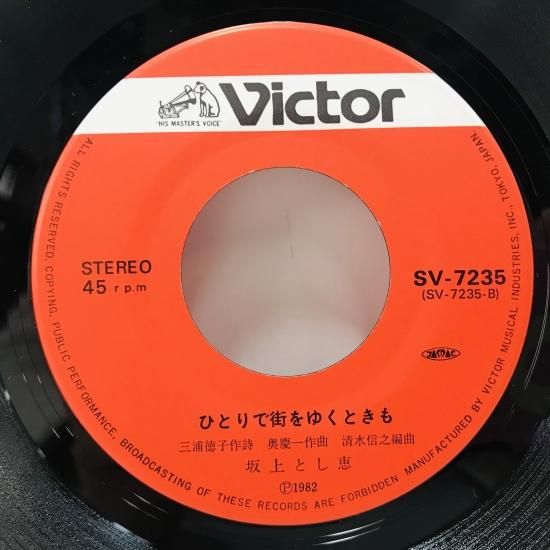 "HIS MASTER'S VOICE"
Victor
STEREO
45 rpm
SV-7235
(SV-7235-B)
JASRAC
ひとりで街をゆくときも
三浦徳子作詩 奥慶一作曲 清水信之編曲
坂上とし恵
Ⓟ1982
ALL RIGHTS RESERVED, COPYING, PUBLIC PERFORMANCE, BROADCASTING OF THESE RECORDS ARE FORBIDDEN MANUFACTURED BY VICTOR MUSICAL INDUSTRIES, INC., TOKYO, JAPAN.